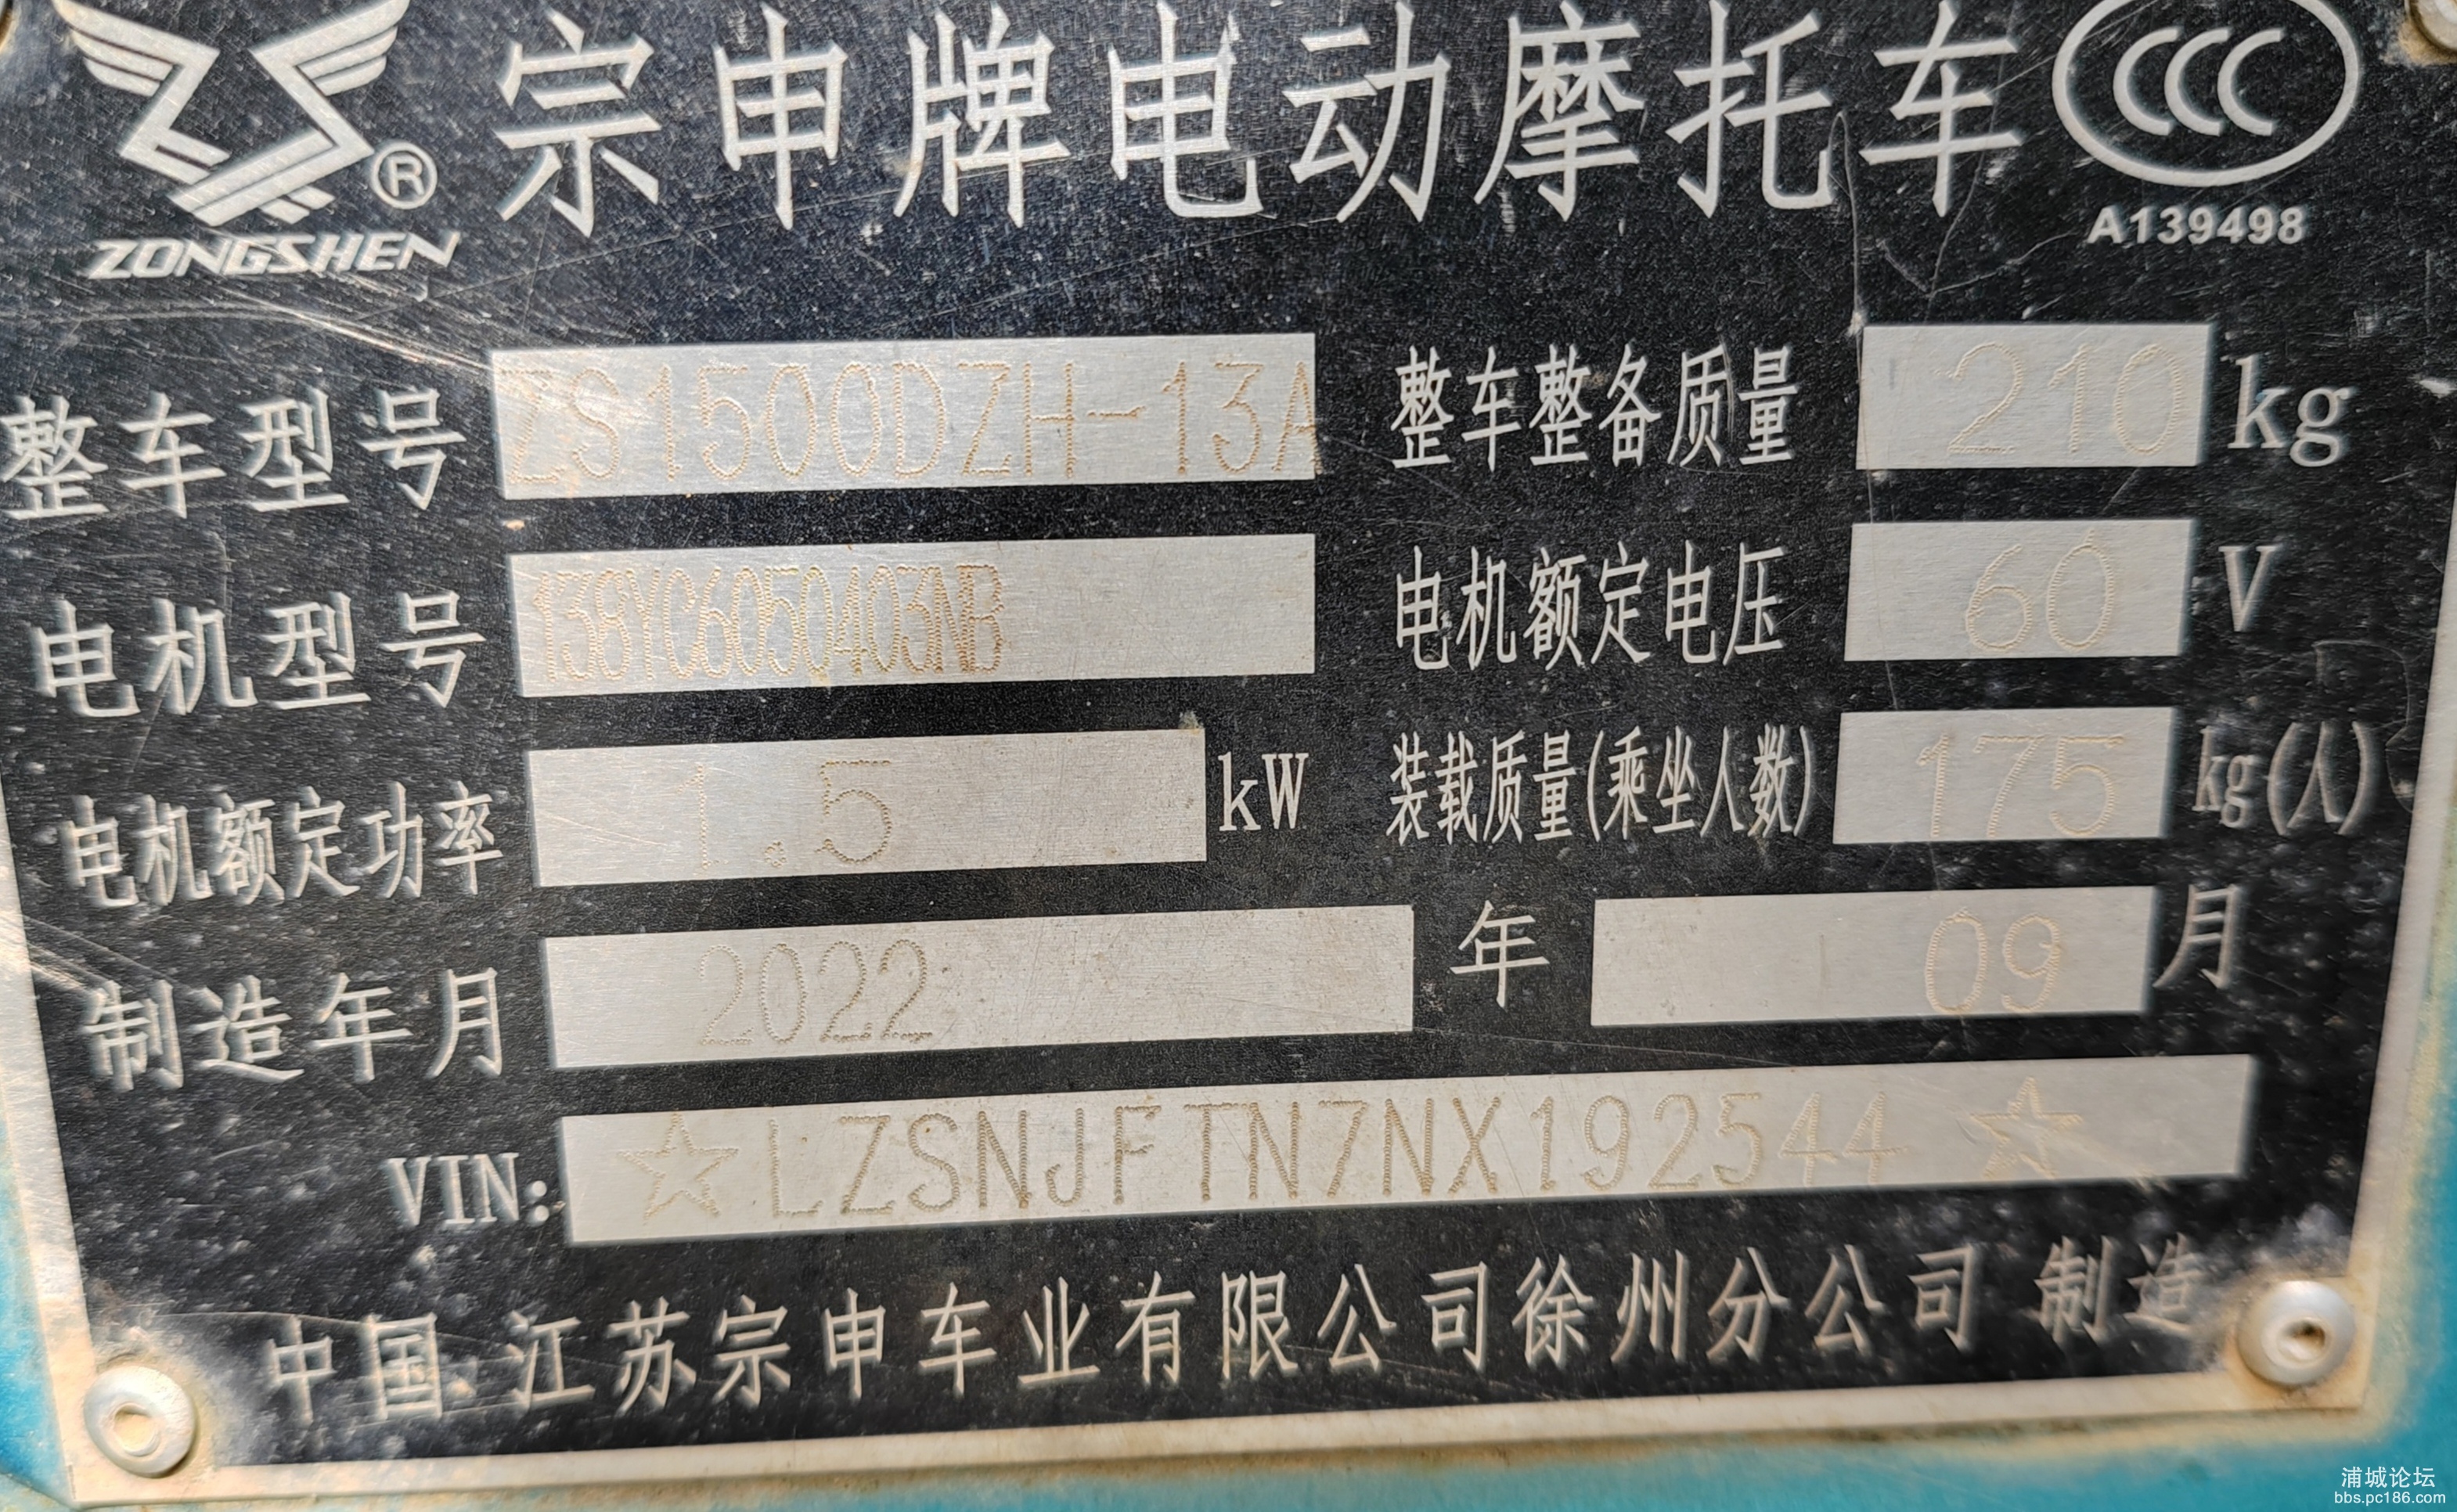 宗申牌电动摩托车
ZONGSHEN ®
CCC
A139498
整车型号 ZS1500DZH-13A 整车整备质量 210 kg
电机型号 138YC6050403NB 电机额定电压 60 V
电机额定功率 1.5 kW 装载质量(乘坐人数) 175 kg(人)
制造年月 2022 年 09 月
VIN: ☆LZSNJFTN7NX192544☆
中国.江苏宗申车业有限公司徐州分公司 制造
浦城论坛
bbs.pc186.com